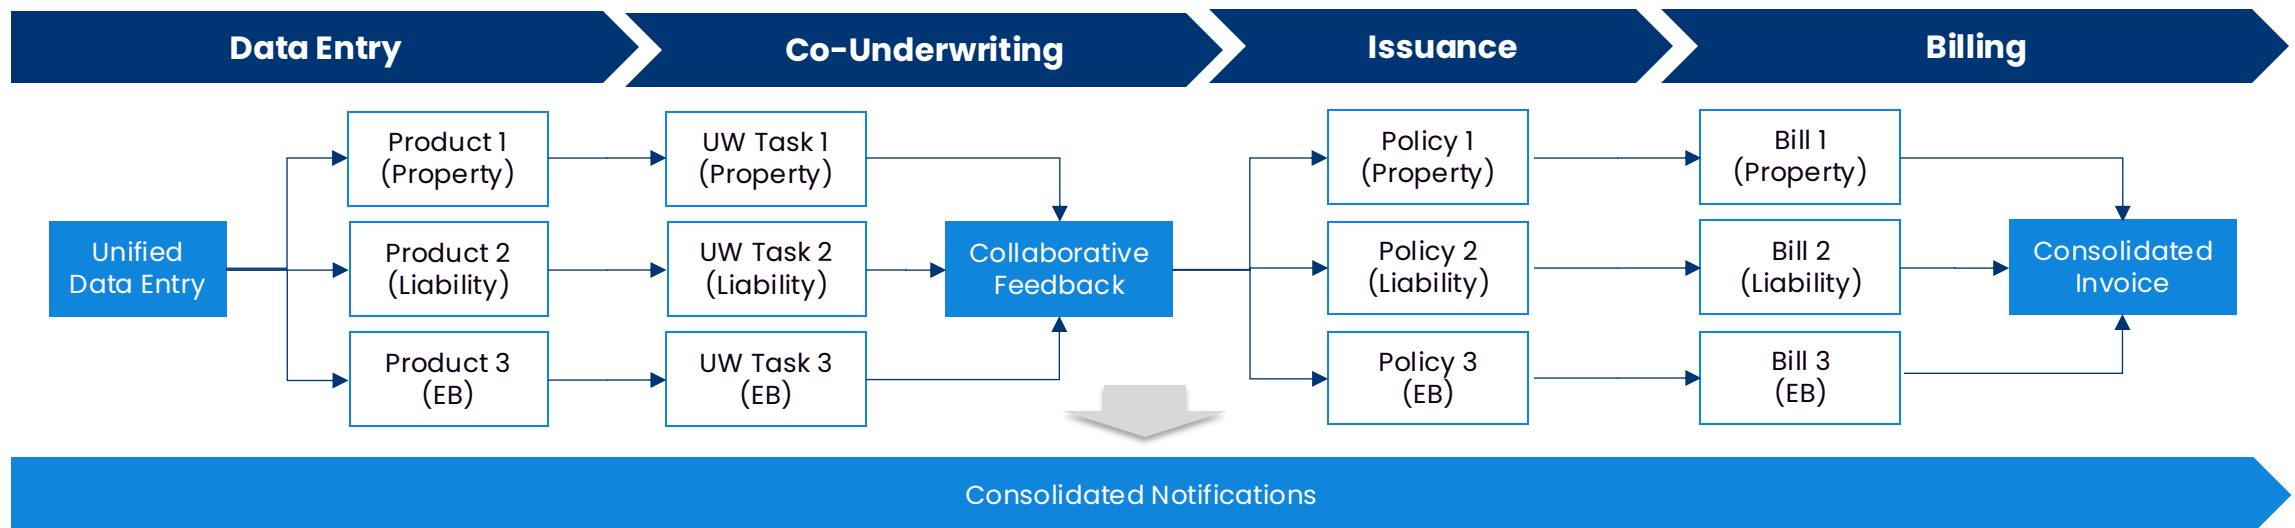 Data Entry
Co-Underwriting
Issuance
Billing
Unified
Data Entry
Product 1
(Property)
Product 2
(Liability)
Product 3
(EB)
UW Task 1
(Property)
UW Task 2
(Liability)
UW Task 3
(EB)
Collaborative
Feedback
Policy 1
(Property)
Policy 2
(Liability)
Policy 3
(EB)
Bill 1
(Property)
Bill 2
(Liability)
Bill 3
(EB)
Consolidated
Invoice
Consolidated Notifications